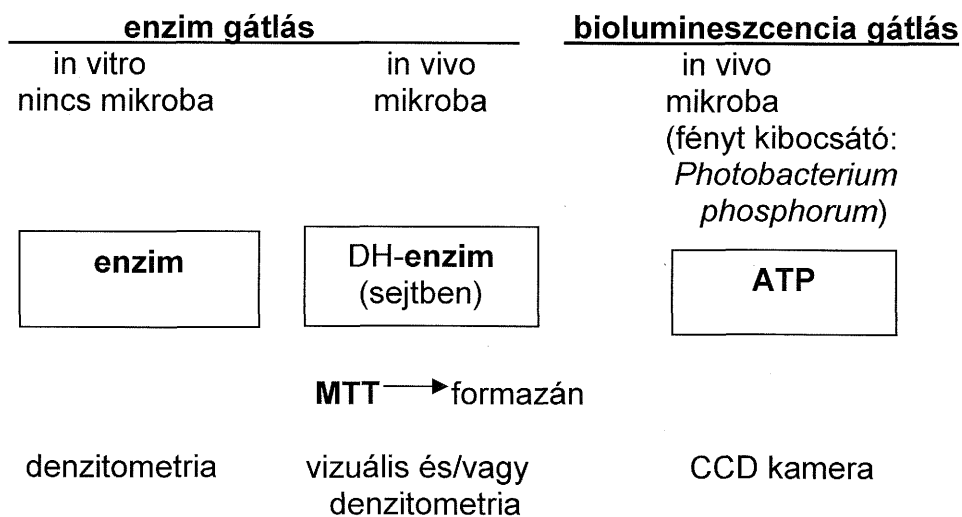 enzim gátlás
in vitro
nincs mikroba
in vivo
mikroba
biolumineszcencia gátlás
in vivo
mikroba
(fényt kibocsátó:
Photobacterium
phosphorum)
enzim
DH-enzim
(sejtben)
ATP
MTT → formazán
denzitometria
vizuális és/vagy
denzitometria
CCD kamera